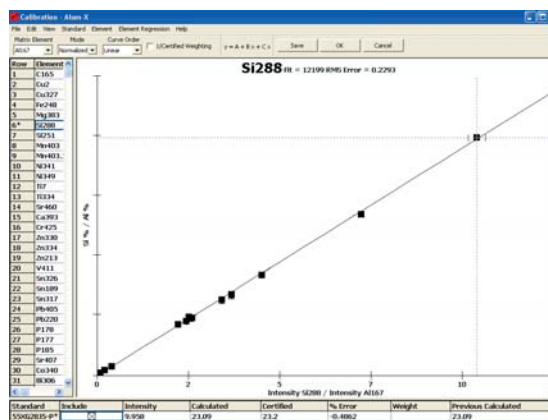 Calibration - Alum-X
File Edit View Standard Element Element Regression Help
Matrix Element Mode Curve Order
Al167 Normalized Linear 1/Certified Weighting y = A + B x + C x Save OK Cancel
Row Element
1 C165
2 Cu2
3 Cu327
4 Fe248
5 Mg383
6* Si288
7 Si251
8 Mn403
9 Mn403.
10 Ni341
11 Ni349
12 Ti7
13 Ti334
14 Sr460
15 Ca393
16 Cr425
17 Zn330
18 Zn334
19 Zn213
20 V411
21 Sn326
22 Sn189
23 Sn317
24 Pb405
25 Pb220
26 P178
27 P177
28 P185
29 Sr407
30 Co340
31 Bi306
Si288 Fit = 12199 RMS Error = 0.2293
Si % / Al %
0 2 5 7 10
Intensity Si288 / Intensity Al167
Standard Include Intensity Calculated Certified % Error Weight Previous Calculated
9.958 23.09 23.2 -0.4862 23.09